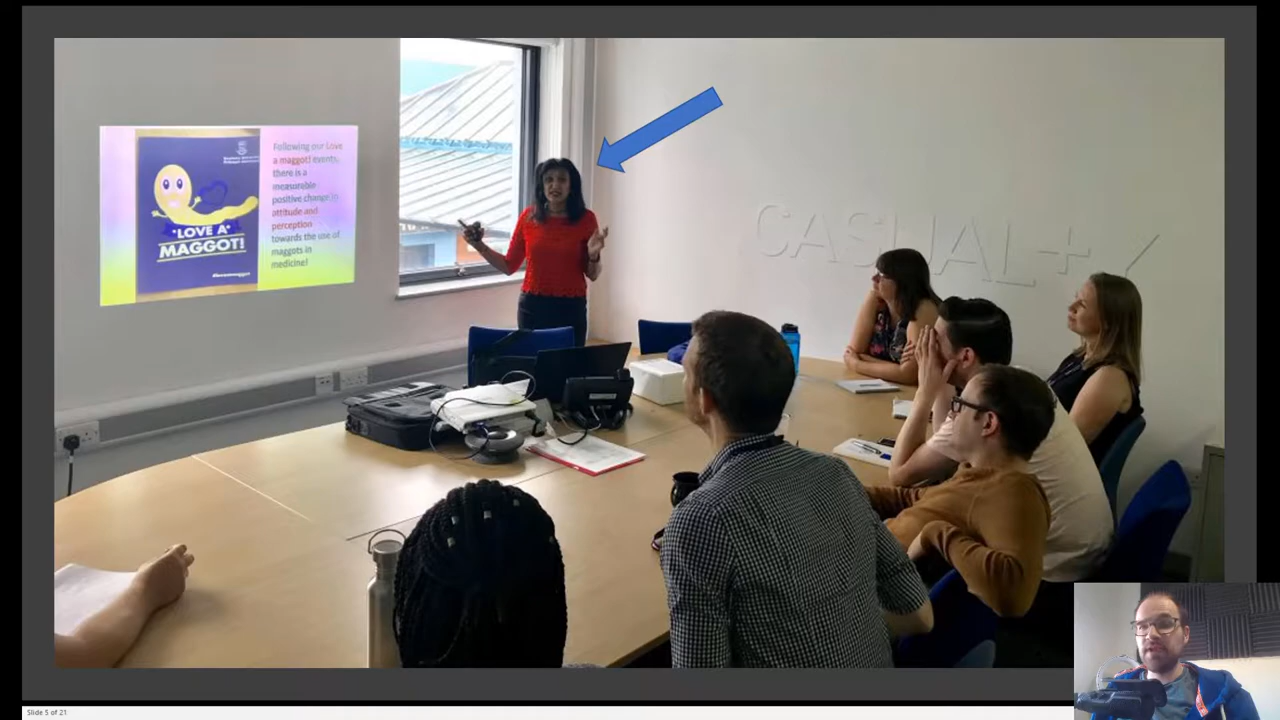 "LOVE A"
MAGGOT!
Following our Love
a maggot! events,
there is a
measurable
positive change in
attitude and
perception
towards the use of
maggots in
medicine!
CASUAL+Y
Slide 5 of 21